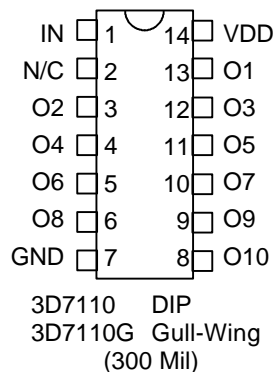 IN 1 14 VDD
N/C 2 13 O1
O2 3 12 O3
O4 4 11 O5
O6 5 10 O7
O8 6 9 O9
GND 7 8 O10
3D7110 DIP
3D7110G Gull-Wing
(300 Mil)